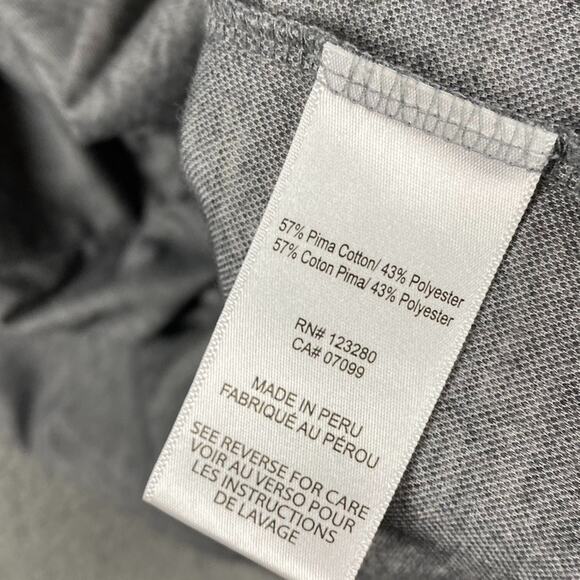 57% Pima Cotton/ 43% Polyester
57% Coton Pima/ 43% Polyester
RN# 123280
CA# 07099
MADE IN PERU
FABRIQUÉ AU PÉROU
SEE REVERSE FOR CARE
VOIR AU VERSO POUR
LES INSTRUCTIONS
DE LAVAGE